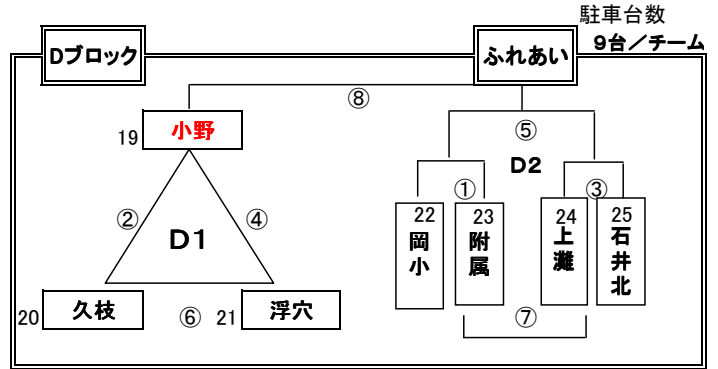 駐車台数
9台／チーム
Dブロック
ふれあい
⑧
19
小野
⑤
D2
②
④
D1
①
③
22
岡小
23
附属
24
上灘
25
石井北
20
久枝
⑥
21
浮穴
⑦